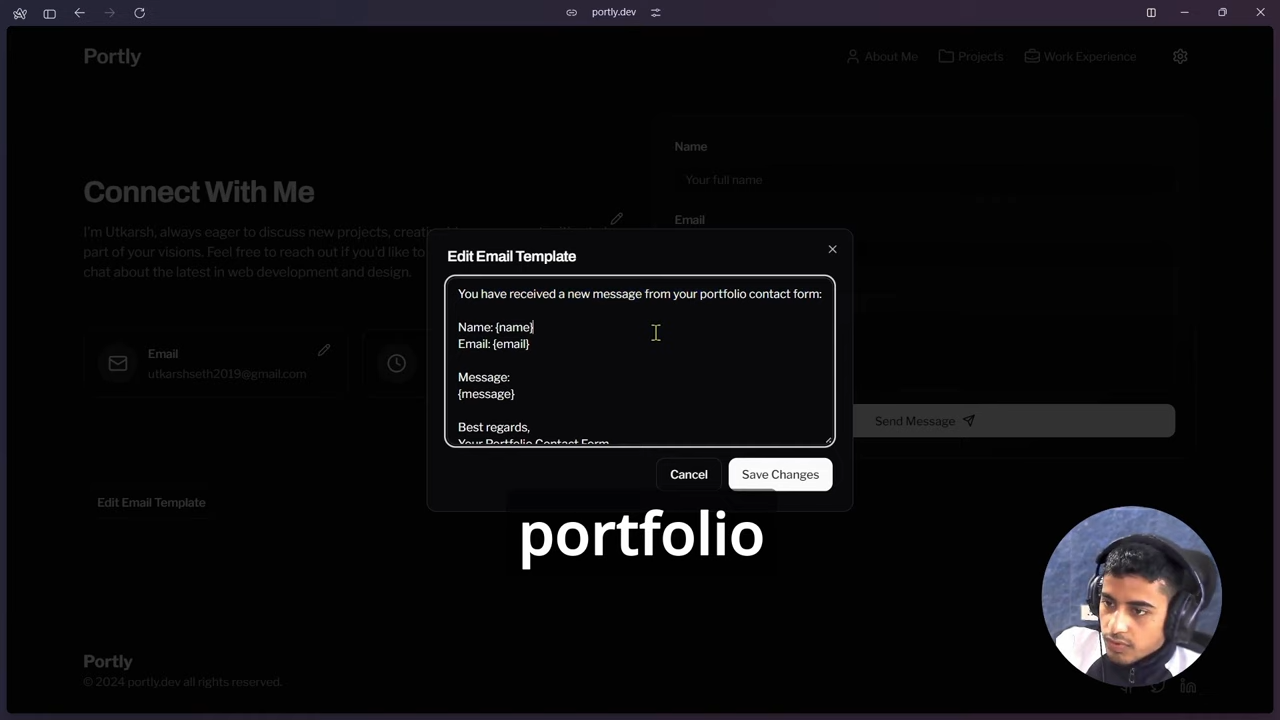 portly.dev
Portly
About Me
Projects
Work Experience
Connect With Me
I'm Utkarsh, always eager to discuss new projects,
part of your visions. Feel free to reach out if you'd like to
chat about the latest in web development and design.
Email
utkarshseth2019@gmail.com
Edit Email Template
Name
Your full name
Email
Send Message
Edit Email Template
You have received a new message from your portfolio contact form:
Name: {name}
Email: {email}
Message:
{message}
Best regards,
Your Portfolio Contact Form
Cancel
Save Changes
portfolio
Portly
© 2024 portly.dev all rights reserved.